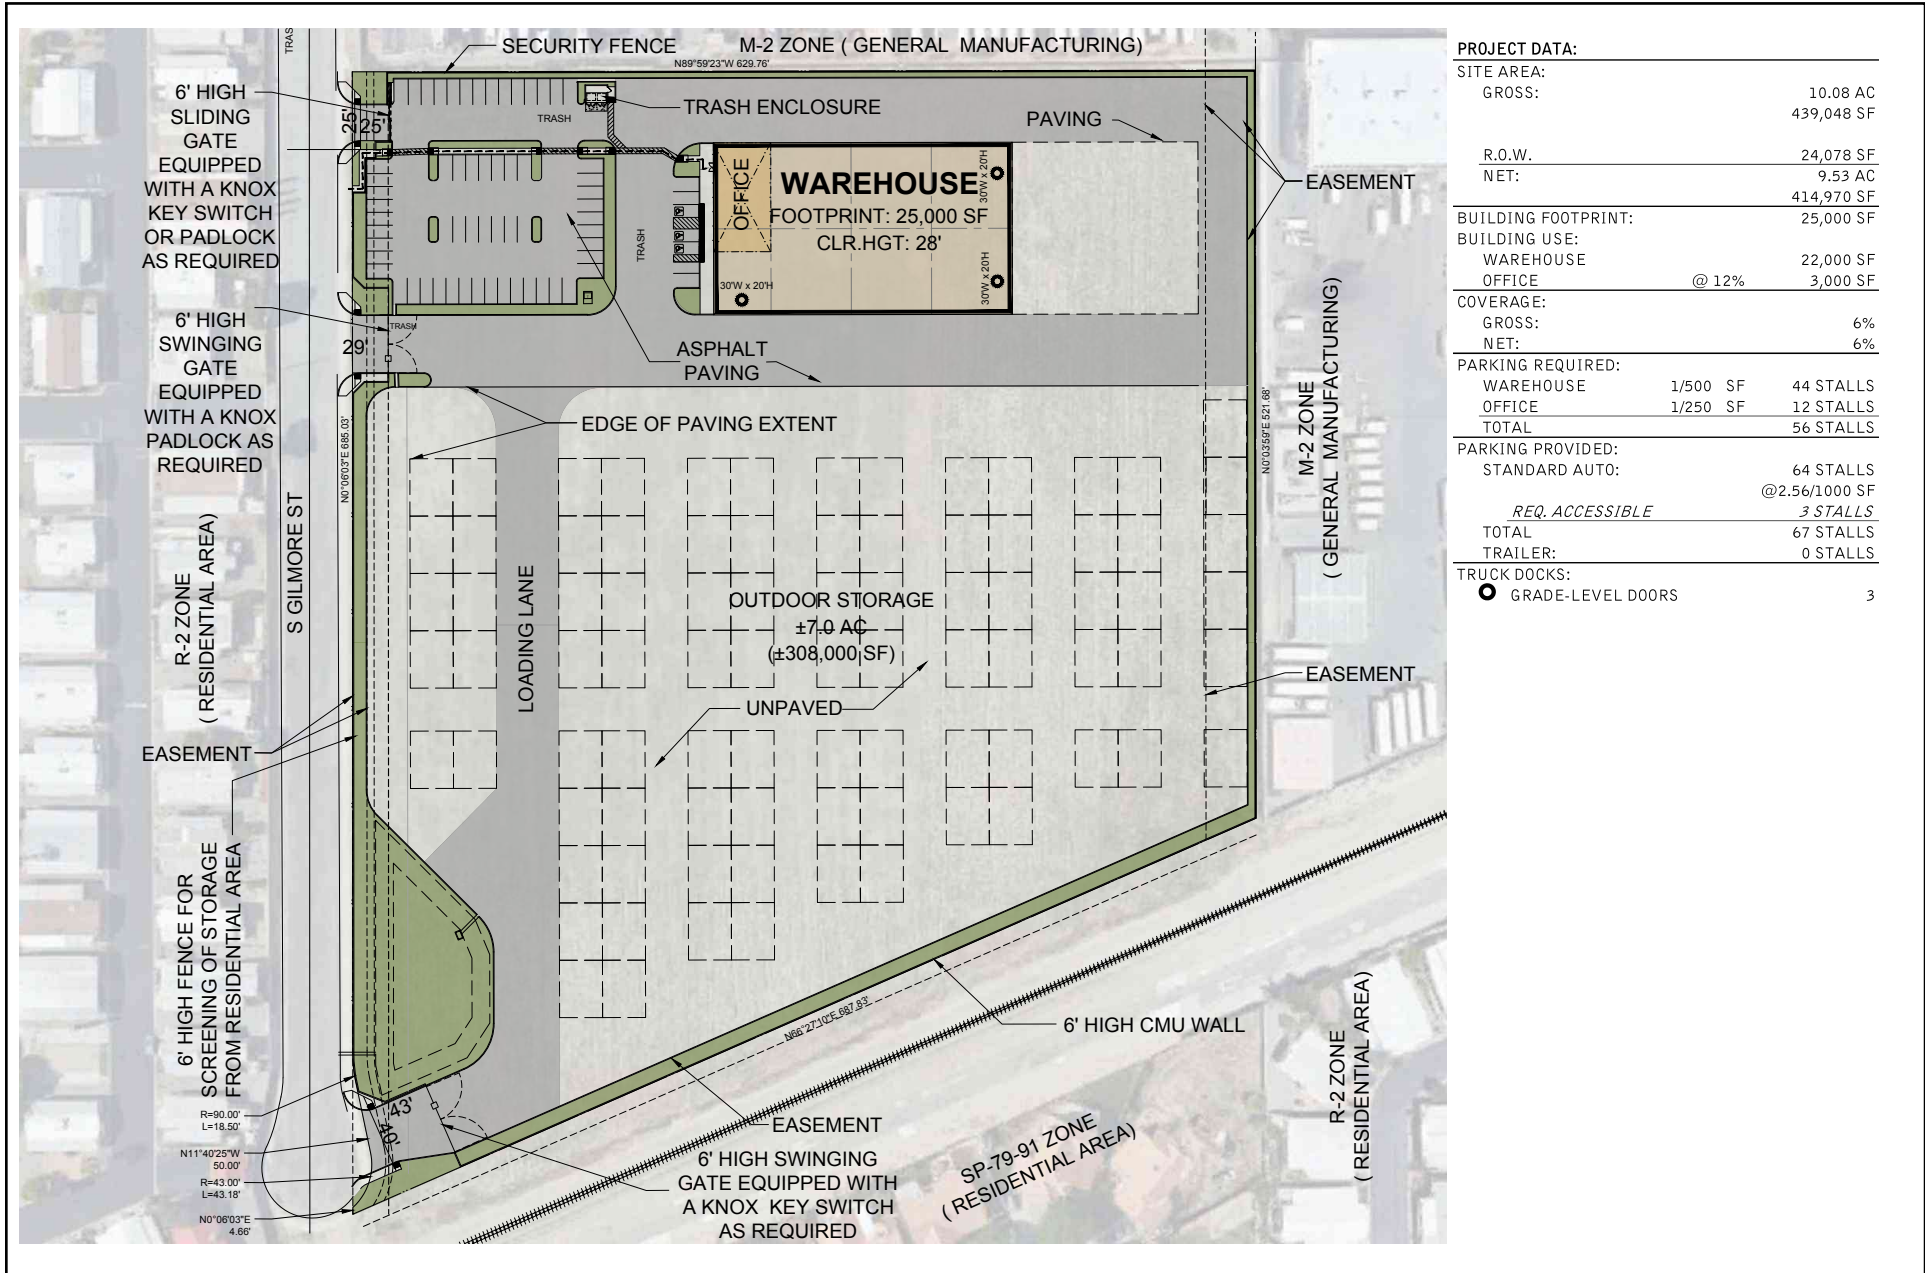 SECURITY FENCE
M-2 ZONE ( GENERAL MANUFACTURING)
N89°59'23"W 629.76'
TRAS
6' HIGH
SLIDING
GATE
EQUIPPED
WITH A KNOX
KEY SWITCH
OR PADLOCK
AS REQUIRED
25'
25'
TRASH
TRASH ENCLOSURE
PAVING
EASEMENT
OFFICE
WAREHOUSE
FOOTPRINT: 25,000 SF
CLR.HGT: 28'
30'W x 20'H
30'W x 20'H
30'W x 20'H
TRASH
6' HIGH
SWINGING
GATE
EQUIPPED
WITH A KNOX
PADLOCK AS
REQUIRED
TRASH
29'
ASPHALT
PAVING
EDGE OF PAVING EXTENT
N0°06'03"E 685.03'
N0°03'59"E 521.68'
M-2 ZONE
( GENERAL MANUFACTURING)
R-2 ZONE
( RESIDENTIAL AREA)
S GILMORE ST
LOADING LANE
OUTDOOR STORAGE
±7.0 AC
(±308,000 SF)
UNPAVED
EASEMENT
EASEMENT
6' HIGH FENCE FOR
SCREENING OF STORAGE
FROM RESIDENTIAL AREA
R=90.00'
L=18.50'
N11°40'25"W
50.00'
R=43.00'
L=43.18'
N0°06'03"E
4.66'
43'
40'
N66°27'10"E 687.83'
6' HIGH CMU WALL
EASEMENT
6' HIGH SWINGING
GATE EQUIPPED WITH
A KNOX KEY SWITCH
AS REQUIRED
SP-79-91 ZONE
( RESIDENTIAL AREA)
R-2 ZONE
( RESIDENTIAL AREA)
PROJECT DATA:
SITE AREA:
GROSS: 10.08 AC
439,048 SF
R.O.W. 24,078 SF
NET: 9.53 AC
414,970 SF
BUILDING FOOTPRINT: 25,000 SF
BUILDING USE:
WAREHOUSE 22,000 SF
OFFICE @ 12% 3,000 SF
COVERAGE:
GROSS: 6%
NET: 6%
PARKING REQUIRED:
WAREHOUSE 1/500 SF 44 STALLS
OFFICE 1/250 SF 12 STALLS
TOTAL 56 STALLS
PARKING PROVIDED:
STANDARD AUTO: 64 STALLS
@2.56/1000 SF
REQ. ACCESSIBLE 3 STALLS
TOTAL 67 STALLS
TRAILER: 0 STALLS
TRUCK DOCKS:
GRADE-LEVEL DOORS 3